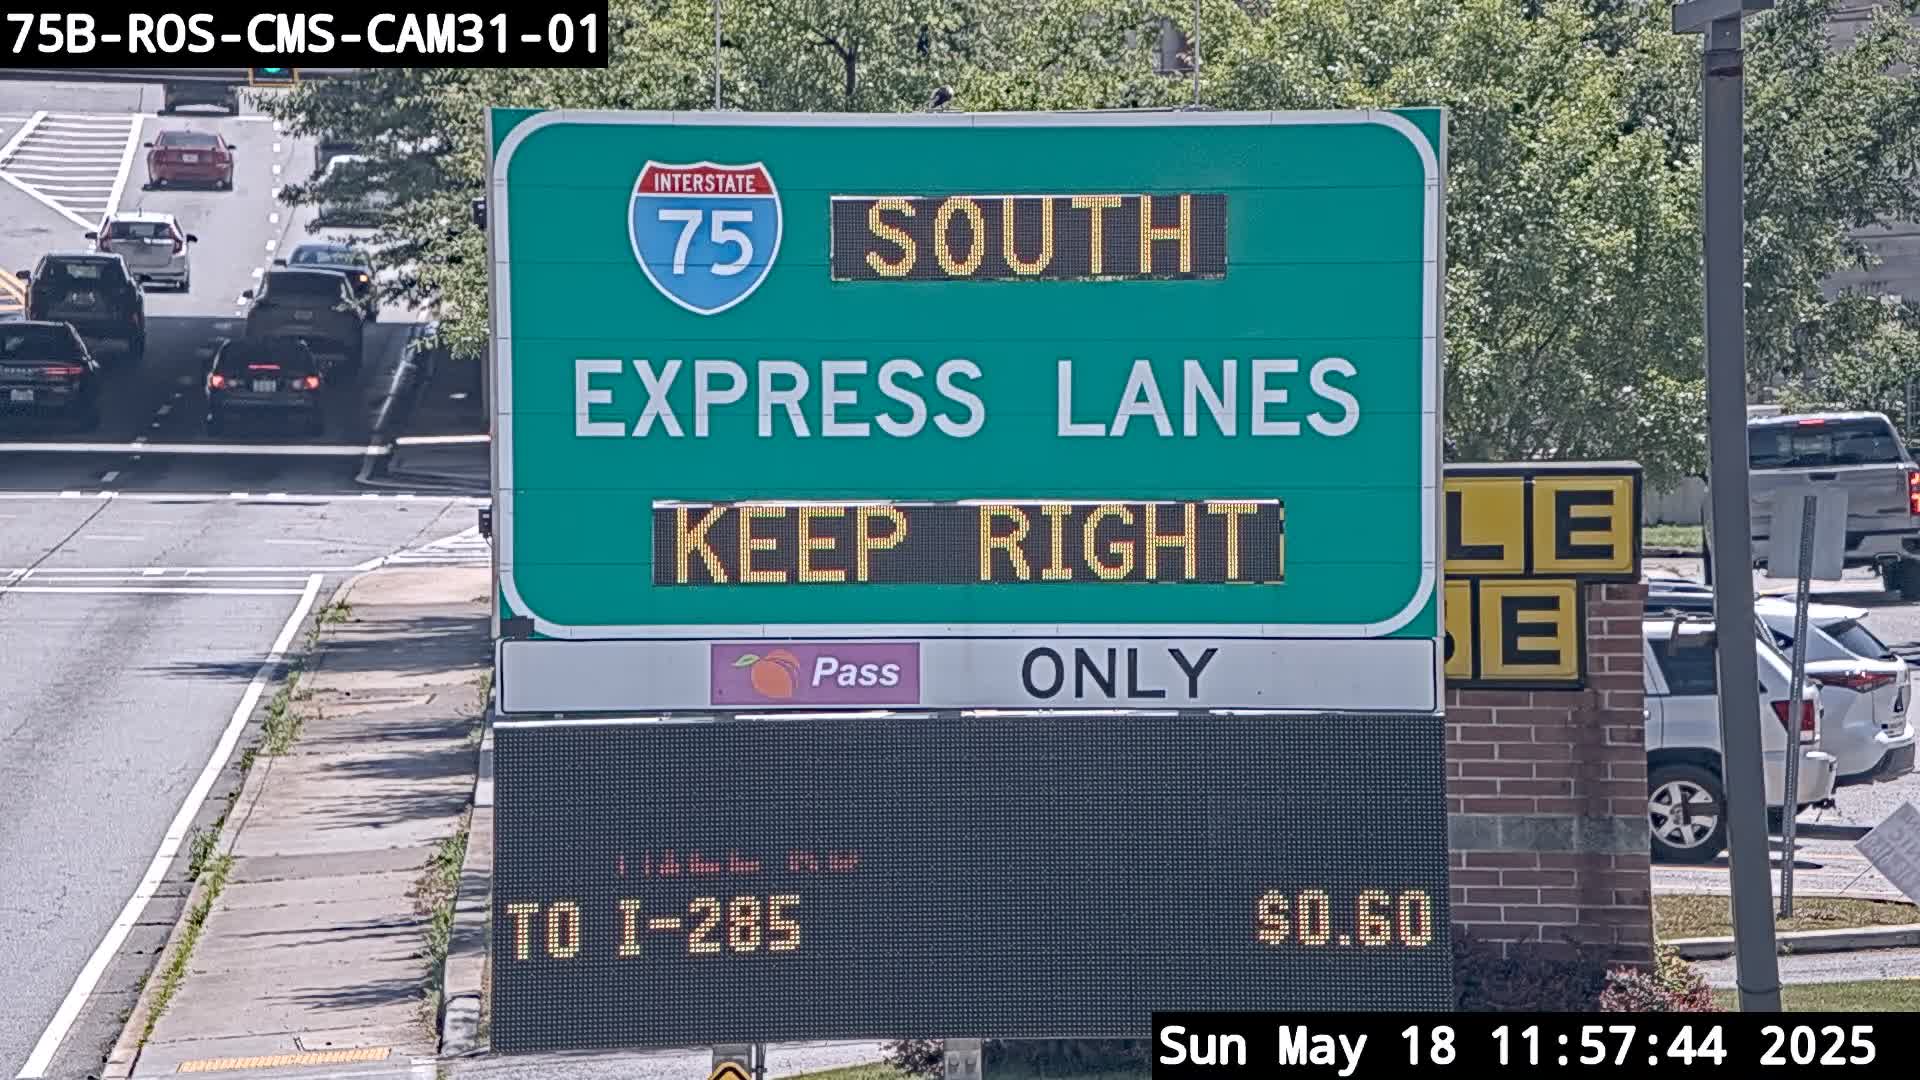 75B-ROS-CMS-CAM31-01
INTERSTATE
75
SOUTH
EXPRESS LANES
KEEP RIGHT
LE
E
Pass ONLY
TO I-285 $0.60
Sun May 18 11:57:44 2025